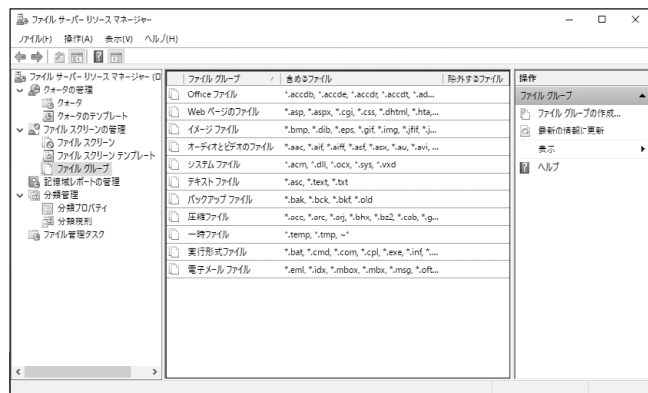 ファイル サーバー リソース マネージャー
ファイル(F) 操作(A) 表示(V) ヘルプ(H)
ファイル サーバー リソース マネージャー (ロ
クォータの管理
クォータ
クォータのテンプレート
ファイル スクリーンの管理
ファイル スクリーン
ファイル スクリーン テンプレート
ファイル グループ
記憶域レポートの管理
分類管理
分類プロパティ
分類規則
ファイル管理タスク
ファイル グループ 含めるファイル 除外するファイル
Office ファイル *.accdb, *.accde, *.accdr, *.accdt, *.ad...
Web ページのファイル *.asp, *.aspx, *.cgi, *.css, *.dhtml, *.hta,...
イメージ ファイル *.bmp, *.dib, *.eps, *.gif, *.img, *.jfif, *.j...
オーディオとビデオのファイル *.aac, *.aif, *.aiff, *.asf, *.asx, *.au, *.avi, ...
システム ファイル *.acm, *.dll, *.ocx, *.sys, *.vxd
テキスト ファイル *.asc, *.text, *.txt
バックアップ ファイル *.bak, *.bck, *.bkf, *.old
圧縮ファイル *.ace, *.arc, *.arj, *.bhx, *.bz2, *.cab, *.g...
一時ファイル *.temp, *.tmp, ~*
実行形式ファイル *.bat, *.cmd, *.com, *.cpl, *.exe, *.inf, *....
電子メール ファイル *.eml, *.idx, *.mbox, *.mbx, *.msg, *.oft...
操作
ファイル グループ
ファイル グループの作成...
最新の情報に更新
表示
ヘルプ